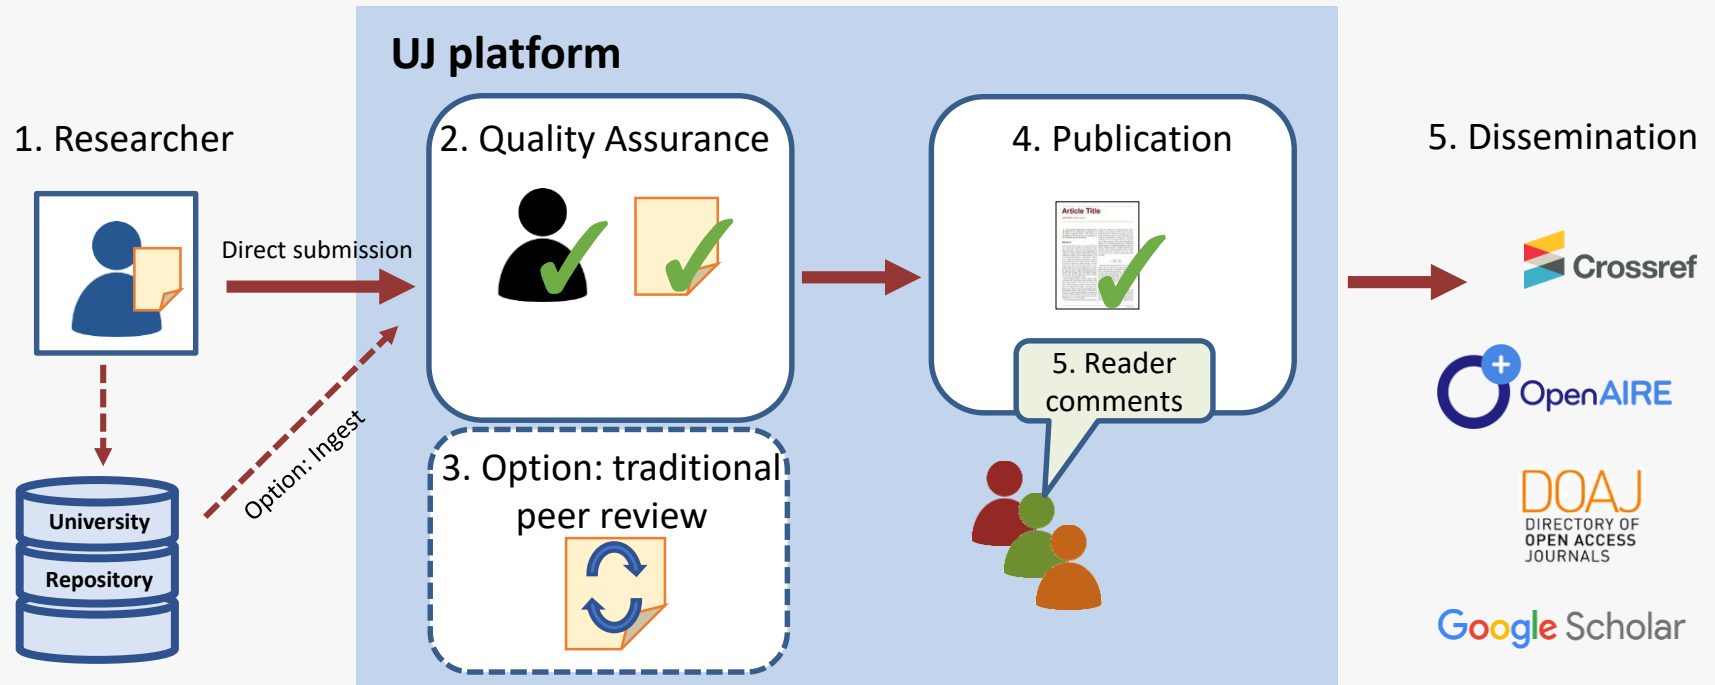 UJ platform
1. Researcher
Direct submission
Option: Ingest
University
Repository
2. Quality Assurance
3. Option: traditional
peer review
4. Publication
Article Title
5. Reader
comments
5. Dissemination
Crossref
OpenAIRE
DOAJ
DIRECTORY OF
OPEN ACCESS
JOURNALS
Google Scholar